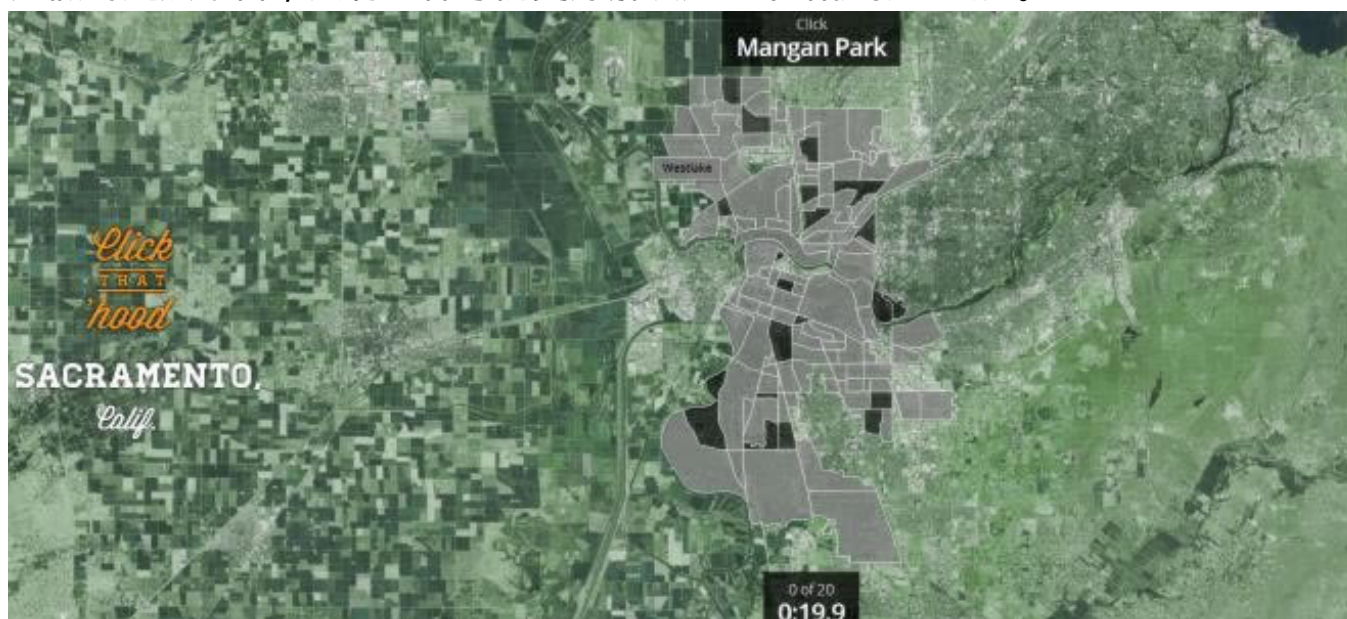 Click
Mangan Park
Westlake
Click
THAT
'hood
SACRAMENTO,
Calif.
0 of 20
0:19.9